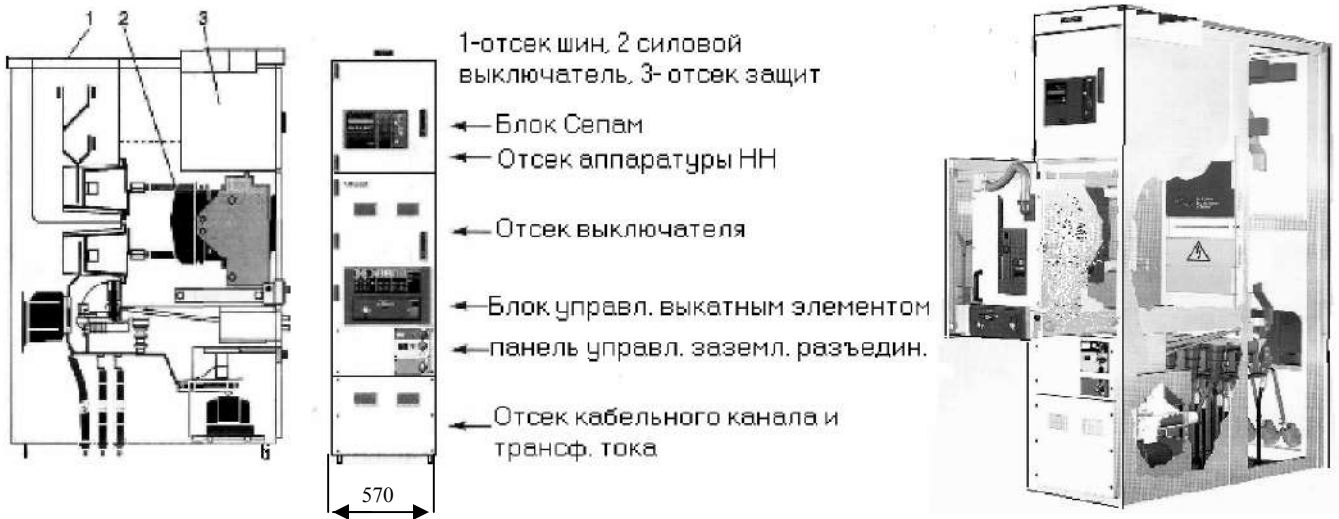 1 2 3
1-отсек шин, 2 силовой
выключатель, 3- отсек защит
Блок Сепам
Отсек аппаратуры НН
Отсек выключателя
Блок управл. выкатным элементом
панель управл. заземл. разъедин.
Отсек кабельного канала и
трансф. тока
570